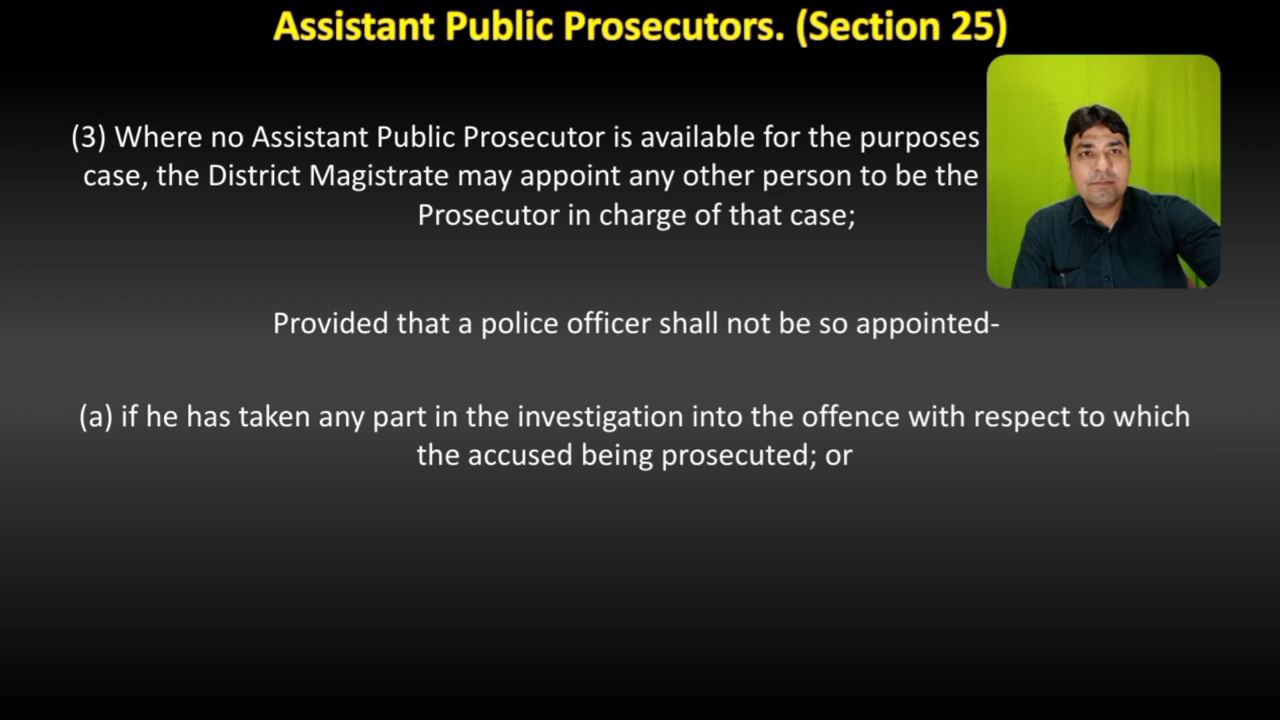 Assistant Public Prosecutors. (Section 25)
(3) Where no Assistant Public Prosecutor is available for the purposes
case, the District Magistrate may appoint any other person to be the
Prosecutor in charge of that case;
Provided that a police officer shall not be so appointed-
(a) if he has taken any part in the investigation into the offence with respect to which
the accused being prosecuted; or